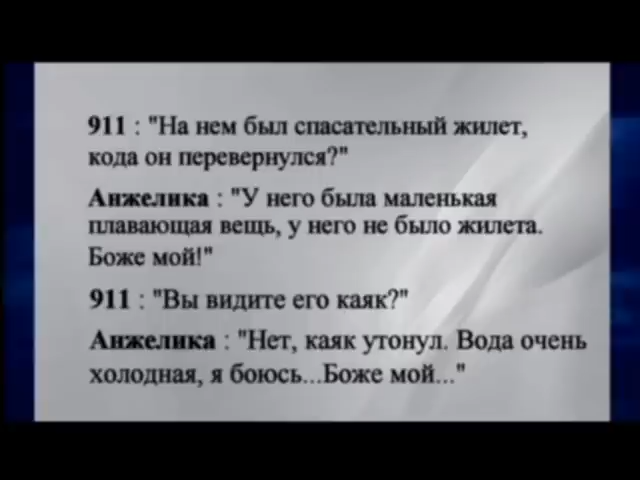 911 : "На нем был спасательный жилет,
кода он перевернулся?"
Анжелика : "У него была маленькая
плавающая вещь, у него не было жилета.
Боже мой!"
911 : "Вы видите его каяк?"
Анжелика : "Нет, каяк утонул. Вода очень
холодная, я боюсь...Боже мой..."